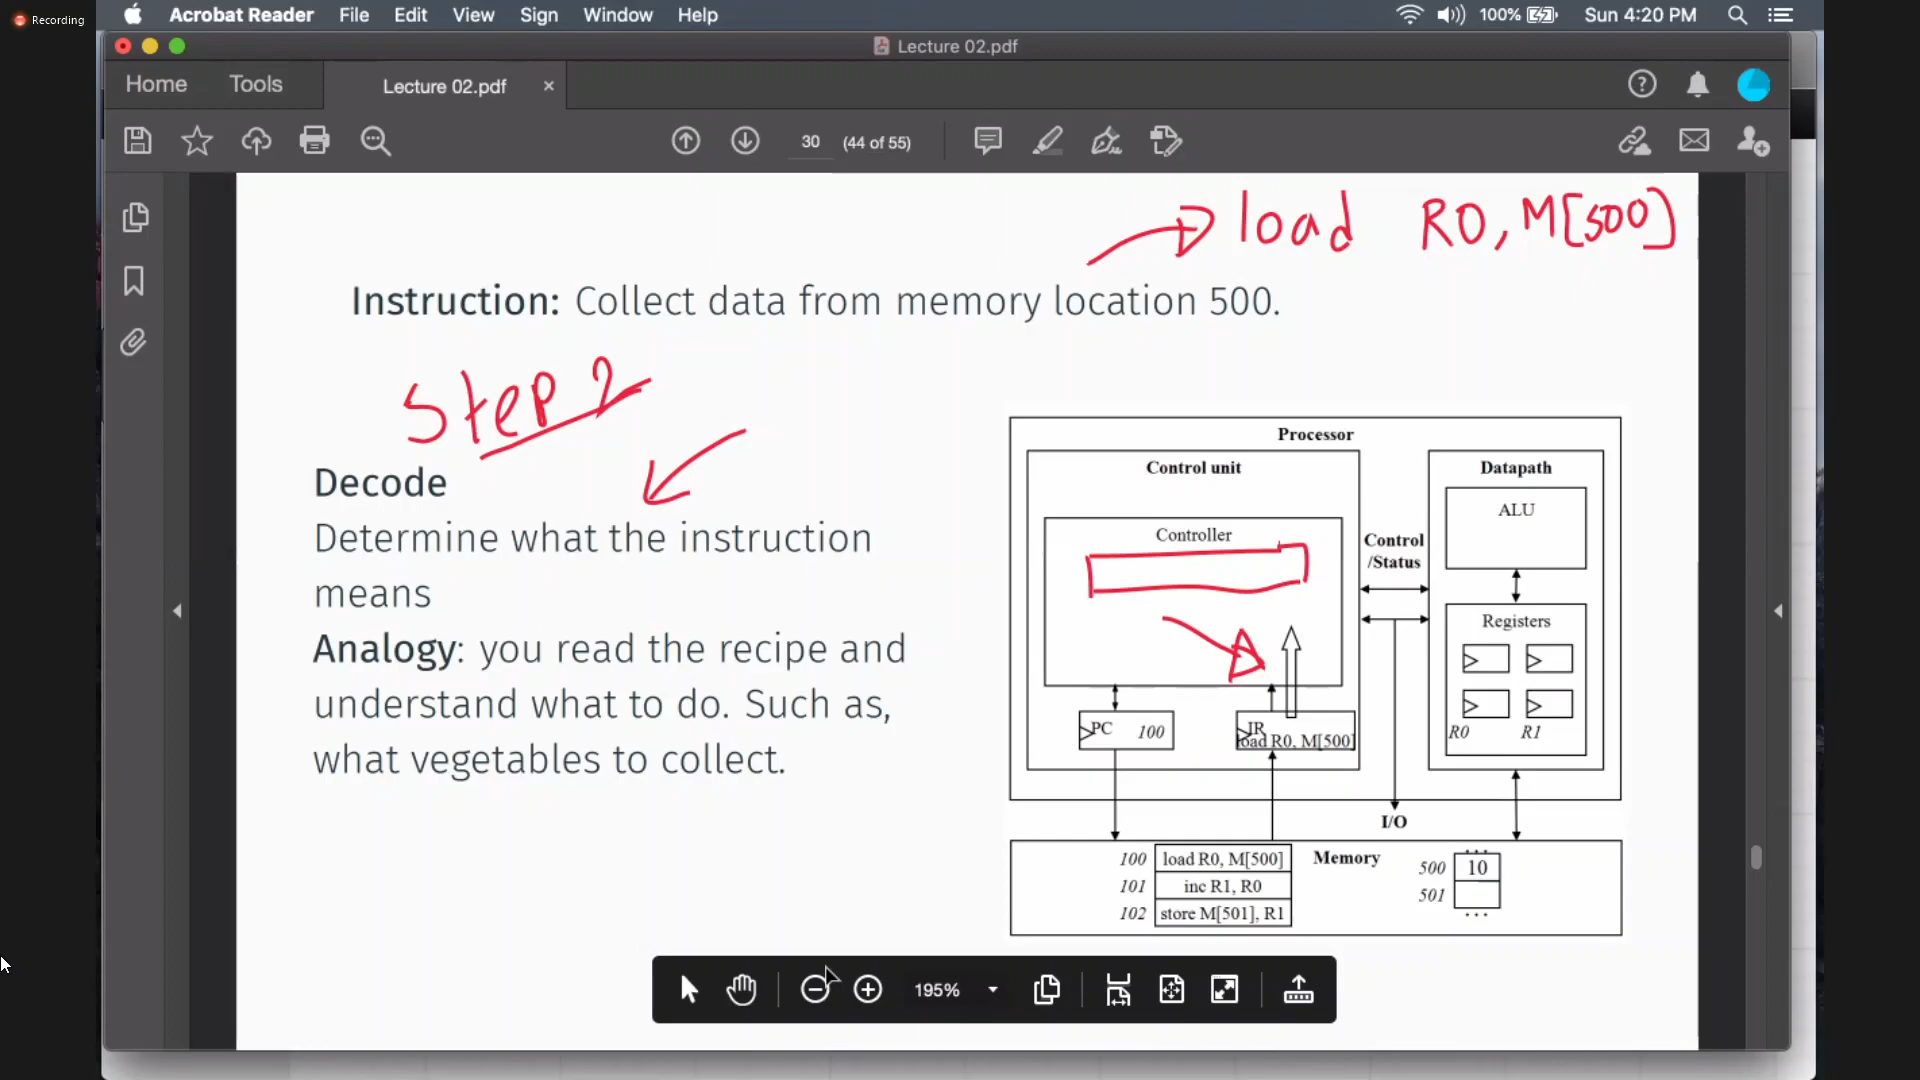 Recording
Acrobat Reader File Edit View Sign Window Help 100% Sun 4:20 PM
Lecture 02.pdf
Home Tools Lecture 02.pdf ×
30 (44 of 55)
load R0, M[500]
Instruction: Collect data from memory location 500.
Step 2
Decode
Determine what the instruction
means
Analogy: you read the recipe and
understand what to do. Such as,
what vegetables to collect.
Processor
Control unit
Datapath
ALU
Controller
Control
/Status
Registers
PC 100
IR
load R0, M[500]
R0 R1
I/O
Memory
100 load R0, M[500]
101 inc R1, R0
102 store M[501], R1
...
500 10
501
...
195%